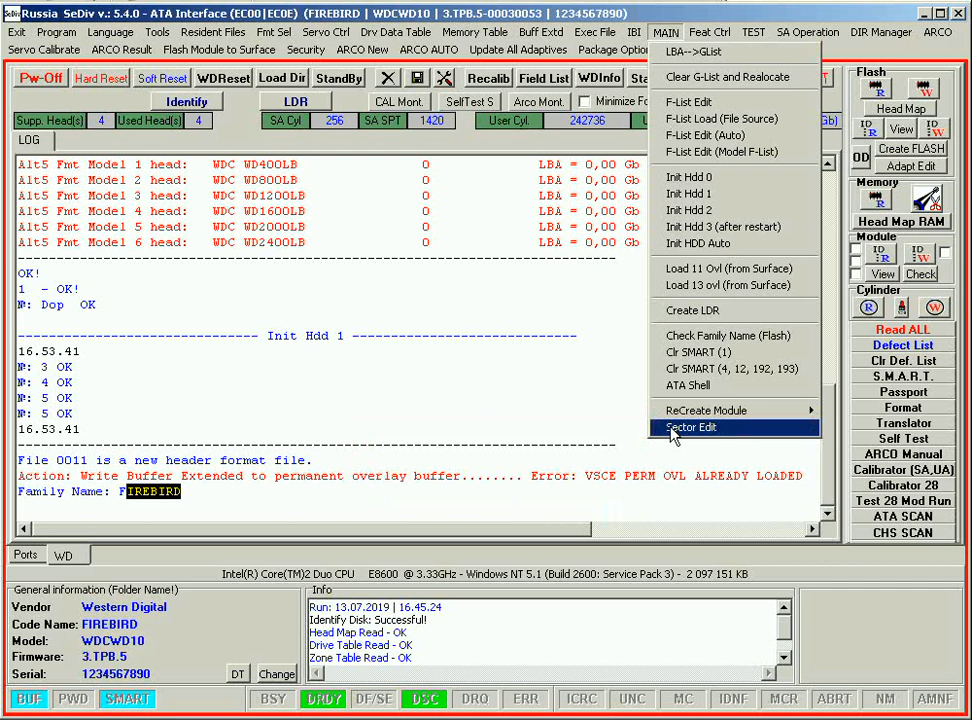 Russia SeDiv v.: 5.4.0 - ATA Interface (EC00|EC0E) (FIREBIRD | WDCWD10 | 3.TPB.5-00030053 | 1234567890)
Exit Program Language Tools Resident Files Fmt Sel Servo Ctrl Drv Data Table Memory Table Buff Extd Exec File IBI MAIN Feat Ctrl TEST SA Operation DIR Manager ARCO
Servo Calibrate ARCO Result Flash Module to Surface Security ARCO New ARCO AUTO Update All Adaptives Package Option
Pw-Off Hard Reset Soft Reset WDReset Load Dir StandBy Recalib Field List WDInfo Sta
Identify LDR CAL Mont. SelfTest S Arco Mont. Minimize Fo
Supp. Head(s) 4 Used Head(s) 4 SA Cyl 256 SA SPT 1420 User Cyl. 242736 Gb)
LOG
Alt5 Fmt Model 1 head: WDC WD400LB 0 LBA = 0,00 Gb
Alt5 Fmt Model 2 head: WDC WD800LB 0 LBA = 0,00 Gb
Alt5 Fmt Model 3 head: WDC WD1200LB 0 LBA = 0,00 Gb
Alt5 Fmt Model 4 head: WDC WD1600LB 0 LBA = 0,00 Gb
Alt5 Fmt Model 5 head: WDC WD2000LB 0 LBA = 0,00 Gb
Alt5 Fmt Model 6 head: WDC WD2400LB 0 LBA = 0,00 Gb
OK!
1 - OK!
№: Dop OK
Init Hdd 1
16.53.41
№: 3 OK
№: 4 OK
№: 5 OK
№: 5 OK
16.53.41
File 0011 is a new header format file.
Action: Write Buffer Extended to permanent overlay buffer........ Error: VSCE PERM OVL ALREADY LOADED
Family Name: FIREBIRD
LBA-->GList
Clear G-List and Realocate
F-List Edit
F-List Load (File Source)
F-List Edit (Auto)
F-List Edit (Model F-List)
Init Hdd 0
Init Hdd 1
Init Hdd 2
Init Hdd 3 (after restart)
Init HDD Auto
Load 11 Ovl (from Surface)
Load 13 ovl (from Surface)
Create LDR
Check Family Name (Flash)
Clr SMART (1)
Clr SMART (4, 12, 192, 193)
ATA Shell
ReCreate Module
Sector Edit
Flash
R W
Head Map
ID R View ID W
OD Create FLASH
Adapt Edit
Memory
R
Head Map RAM
Module
ID R ID W
View Check
Cylinder
R W
Read ALL
Defect List
Clr Def. List
S.M.A.R.T.
Passport
Format
Translator
Self Test
ARCO Manual
Calibrator (SA,UA)
Calibrator 28
Test 28 Mod Run
ATA SCAN
CHS SCAN
Ports WD
Intel(R) Core(TM)2 Duo CPU E8600 @ 3.33GHz - Windows NT 5.1 (Build 2600: Service Pack 3) - 2 097 151 KB
General information (Folder Name!)
Vendor Western Digital
Code Name: FIREBIRD
Model: WDCWD10
Firmware: 3.TPB.5
Serial: 1234567890 DT Change
Info
Run: 13.07.2019 | 16.45.24
Identify Disk: Successful!
Head Map Read - OK
Drive Table Read - OK
Zone Table Read - OK
BUF PWD SMART BSY DRDY DF/SE DSC DRQ ERR ICRC UNC MC IDNF MCR ABRT NM AMNF